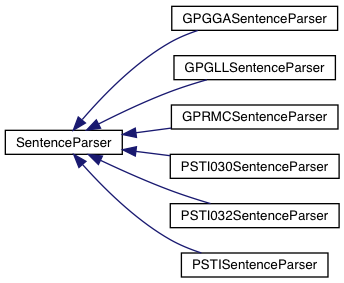 GPGGASentenceParser
GPGLLSentenceParser
GPRMCSentenceParser
SentenceParser
PSTI030SentenceParser
PSTI032SentenceParser
PSTISentenceParser